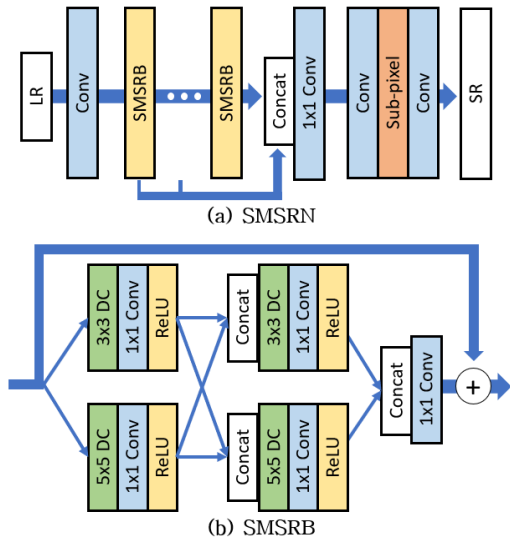 LR
Conv
SMSRB
SMSRB
Concat
1x1 Conv
Conv
Sub-pixel
Conv
SR
(a) SMSRN
3x3 DC
1x1 Conv
ReLU
Concat
3x3 DC
1x1 Conv
ReLU
Concat
1x1 Conv
+
5x5 DC
1x1 Conv
ReLU
Concat
5x5 DC
1x1 Conv
ReLU
(b) SMSRB